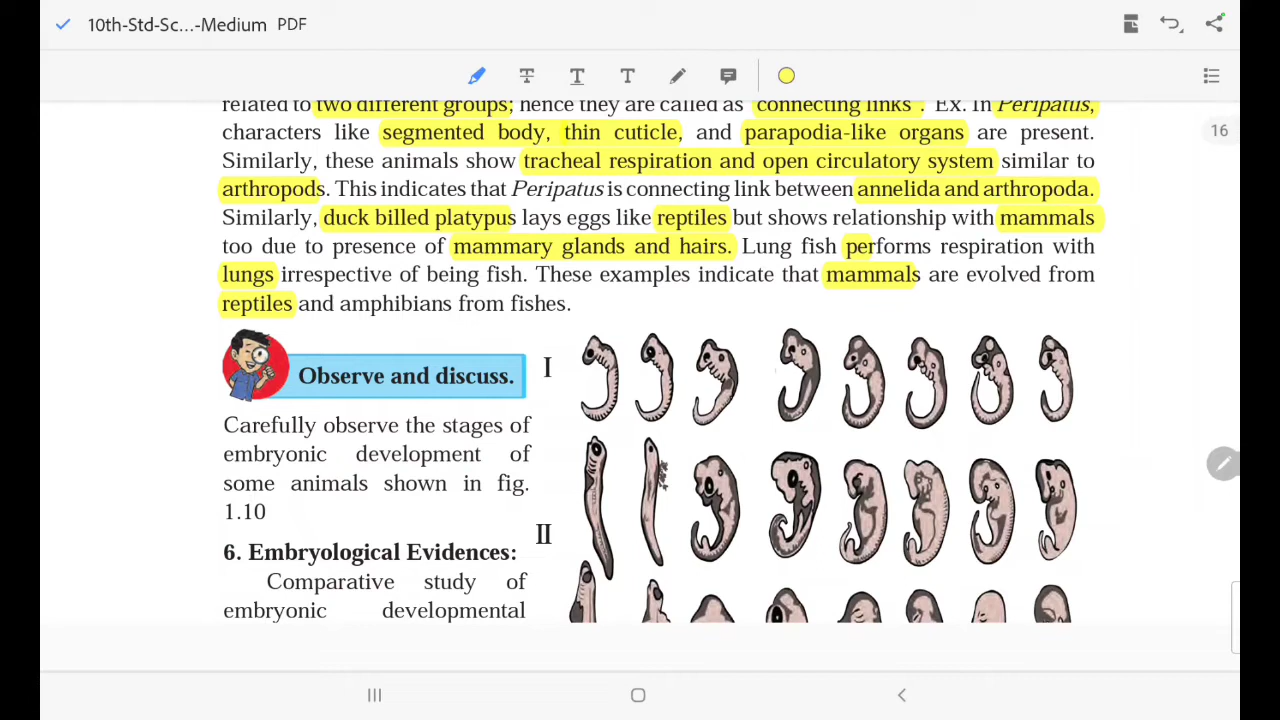 10th-Std-Sc...-Medium PDF
related to two different groups; hence they are called as ‘connecting links’. Ex. In Peripatus,
characters like segmented body, thin cuticle, and parapodia-like organs are present.
16
Similarly, these animals show tracheal respiration and open circulatory system similar to
arthropods. This indicates that Peripatus is connecting link between annelida and arthropoda.
Similarly, duck billed platypus lays eggs like reptiles but shows relationship with mammals
too due to presence of mammary glands and hairs. Lung fish performs respiration with
lungs irrespective of being fish. These examples indicate that mammals are evolved from
reptiles and amphibians from fishes.
I
Observe and discuss.
Carefully observe the stages of
embryonic development of
some animals shown in fig.
1.10
II
6. Embryological Evidences:
Comparative study of
embryonic developmental